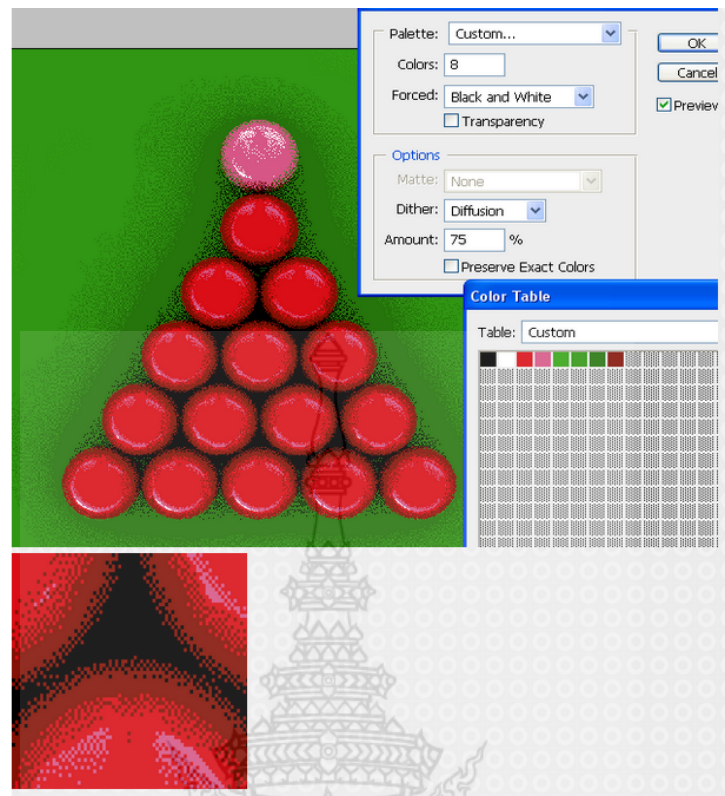 Palette: Custom...
OK
Colors: 8
Cancel
Forced: Black and White
Preview
Transparency
Options
Matte: None
Dither: Diffusion
Amount: 75 %
Preserve Exact Colors
Color Table
Table: Custom